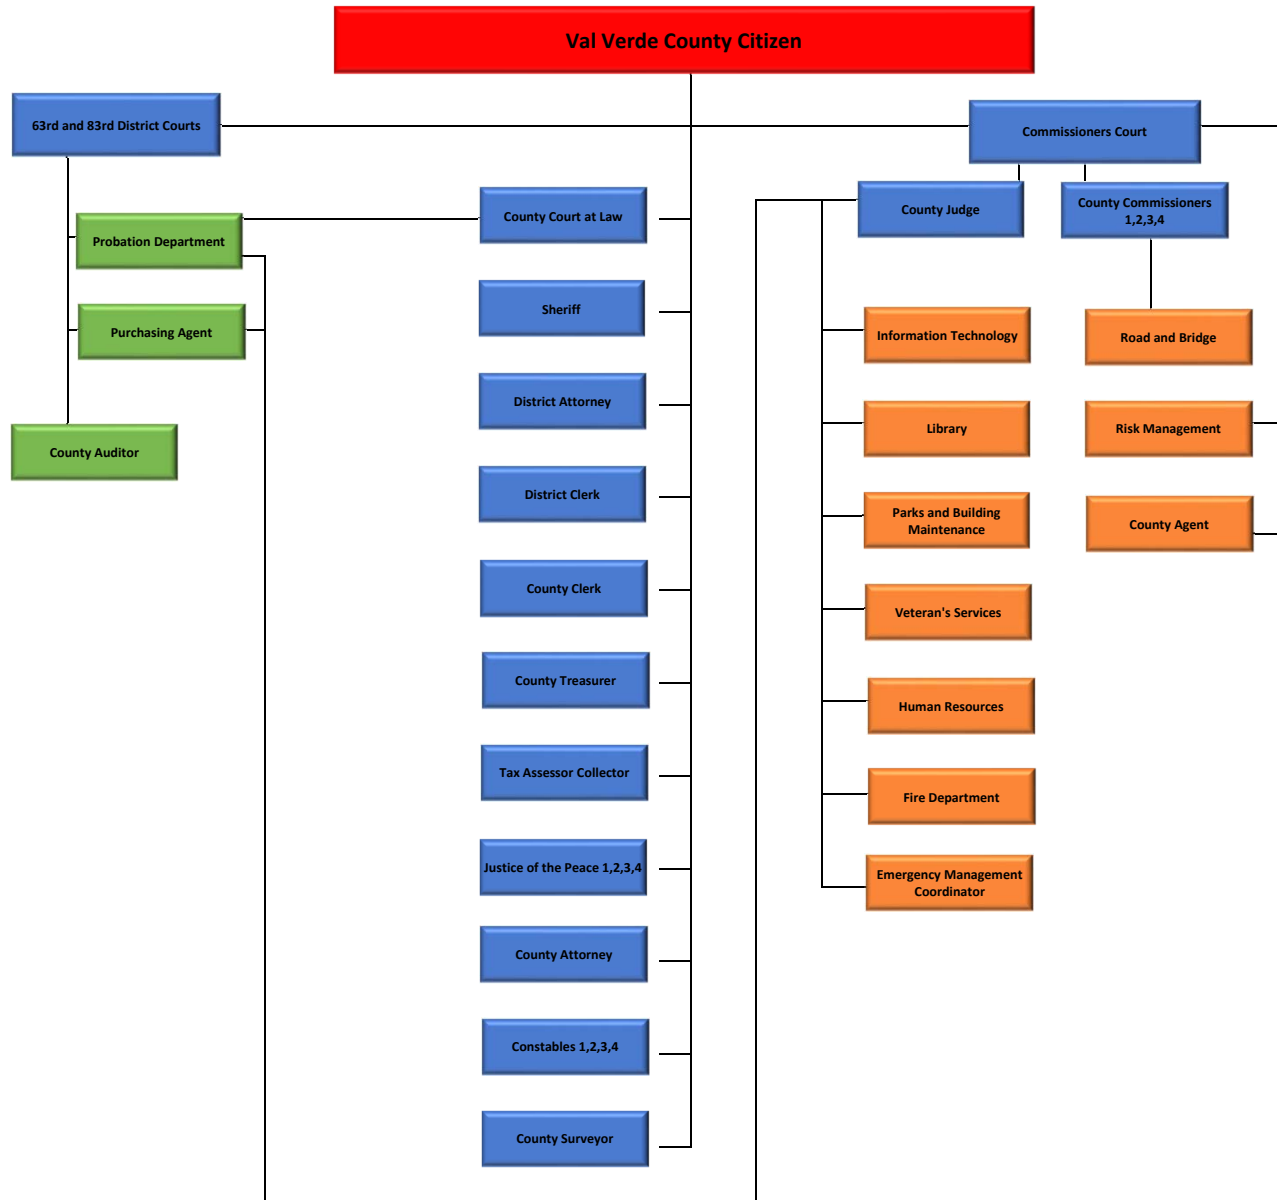 Val Verde County Citizen
63rd and 83rd District Courts
Commissioners Court
County Court at Law
County Judge
County Commissioners
1,2,3,4
Probation Department
Sheriff
Purchasing Agent
Information Technology
Road and Bridge
District Attorney
Library
Risk Management
County Auditor
District Clerk
Parks and Building
Maintenance
County Agent
County Clerk
Veteran's Services
County Treasurer
Human Resources
Tax Assessor Collector
Fire Department
Justice of the Peace 1,2,3,4
Emergency Management
Coordinator
County Attorney
Constables 1,2,3,4
County Surveyor